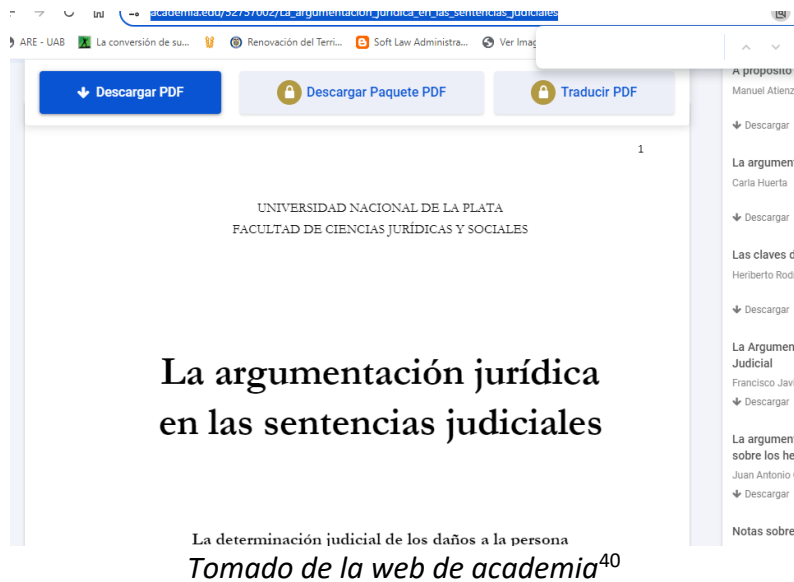 academia.edu/52757002/La_argumentación_jurídica_en_las_sentencias_judiciales
ARE - UAB La conversión de su... Renovación del Terri... Soft Law Administra... Ver Imag
Descargar PDF Descargar Paquete PDF Traducir PDF
1
UNIVERSIDAD NACIONAL DE LA PLATA
FACULTAD DE CIENCIAS JURÍDICAS Y SOCIALES
La argumentación jurídica
en las sentencias judiciales
La determinación judicial de los daños a la persona
A propósito
Manuel Atienz
Descargar
La argument
Carla Huerta
Descargar
Las claves d
Heriberto Rod
Descargar
La Argumen
Judicial
Francisco Javi
Descargar
La argument
sobre los he
Juan Antonio
Descargar
Notas sobre
Tomado de la web de academia40